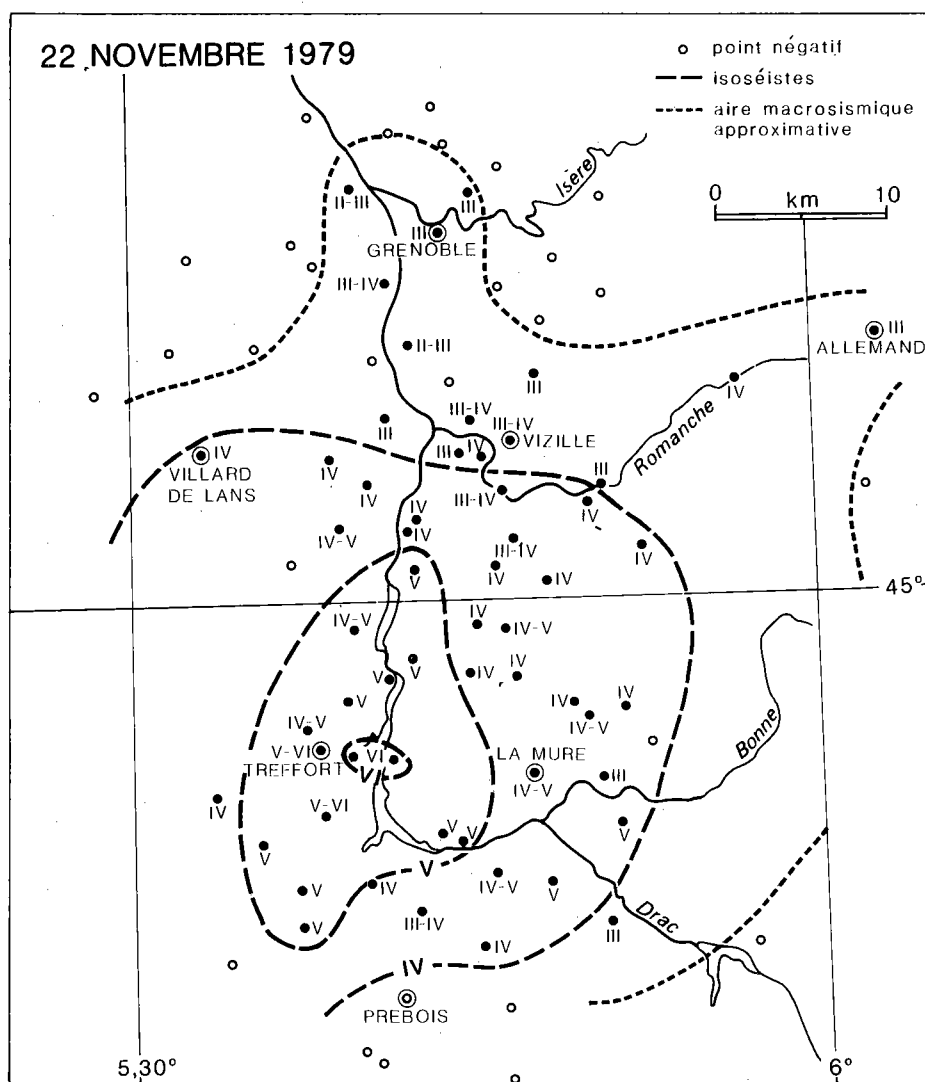 22 NOVEMBRE 1979
point négatif
isoséistes
aire macrosismique
approximative
0 10
km
Isère
II-III
III
III
GRENOBLE
III-IV
III
ALLEMAND
II-III
III
IV
Romanche
III-IV
III-IV
VIZILLE
III
III
IV
IV
VILLARD
DE LANS
IV
IV
III-IV
III
IV
IV
IV
IV-V
III-IV
IV
V
IV
IV
45°
IV-V
IV
IV-V
V
V
IV
IV
V
IV
IV-V
IV
IV-V
V-VI
TREFFORT
VI
LA MURE
IV-V
III
Bonne
IV
V-VI
V
V
V
V
V
V
IV
IV-V
V
V
III-IV
III
Drac
IV
IV
PREBOIS
5,30°
6°